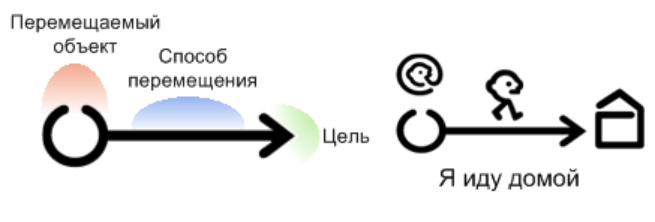 Перемещаемый
объект
Способ
перемещения
Цель
Я иду домой